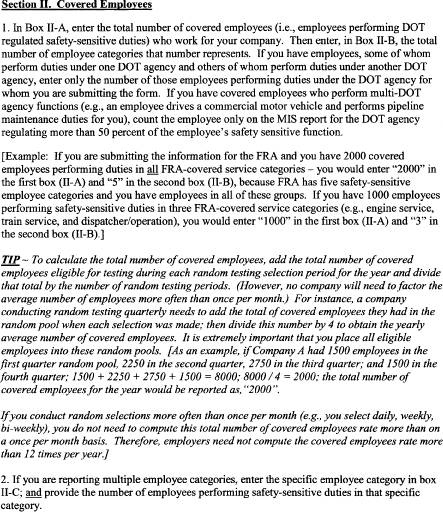 Section II. Covered Employees
1. In Box II-A, enter the total number of covered employees (i.e., employees performing DOT
regulated safety-sensitive duties) who work for your company. Then enter, in Box II-B, the total
number of employee categories that number represents. If you have employees, some of whom
perform duties under one DOT agency and others of whom perform duties under another DOT
agency, enter only the number of those employees performing duties under the DOT agency for
whom you are submitting the form. If you have covered employees who perform multi-DOT
agency functions (e.g., an employee drives a commercial motor vehicle and performs pipeline
maintenance duties for you), count the employee only on the MIS report for the DOT agency
regulating more than 50 percent of the employee's safety sensitive function.
[Example: If you are submitting the information for the FRA and you have 2000 covered
employees performing duties in all FRA-covered service categories – you would enter "2000" in
the first box (II-A) and "5" in the second box (II-B), because FRA has five safety-sensitive
employee categories and you have employees in all of these groups. If you have 1000 employees
performing safety-sensitive duties in three FRA-covered service categories (e.g., engine service,
train service, and dispatcher/operation), you would enter "1000" in the first box (II-A) and "3" in
the second box (II-B).]
TIP ~ To calculate the total number of covered employees, add the total number of covered
employees eligible for testing during each random testing selection period for the year and divide
that total by the number of random testing periods. (However, no company will need to factor the
average number of employees more often than once per month.) For instance, a company
conducting random testing quarterly needs to add the total of covered employees they had in the
random pool when each selection was made; then divide this number by 4 to obtain the yearly
average number of covered employees. It is extremely important that you place all eligible
employees into these random pools. [As an example, if Company A had 1500 employees in the
first quarter random pool, 2250 in the second quarter, 2750 in the third quarter; and 1500 in the
fourth quarter; 1500 + 2250 + 2750 + 1500 = 8000; 8000 / 4 = 2000; the total number of
covered employees for the year would be reported as, "2000".
If you conduct random selections more often than once per month (e.g., you select daily, weekly,
bi-weekly), you do not need to compute this total number of covered employees rate more than on
a once per month basis. Therefore, employers need not compute the covered employees rate more
than 12 times per year.]
2. If you are reporting multiple employee categories, enter the specific employee category in box
II-C; and provide the number of employees performing safety-sensitive duties in that specific
category.